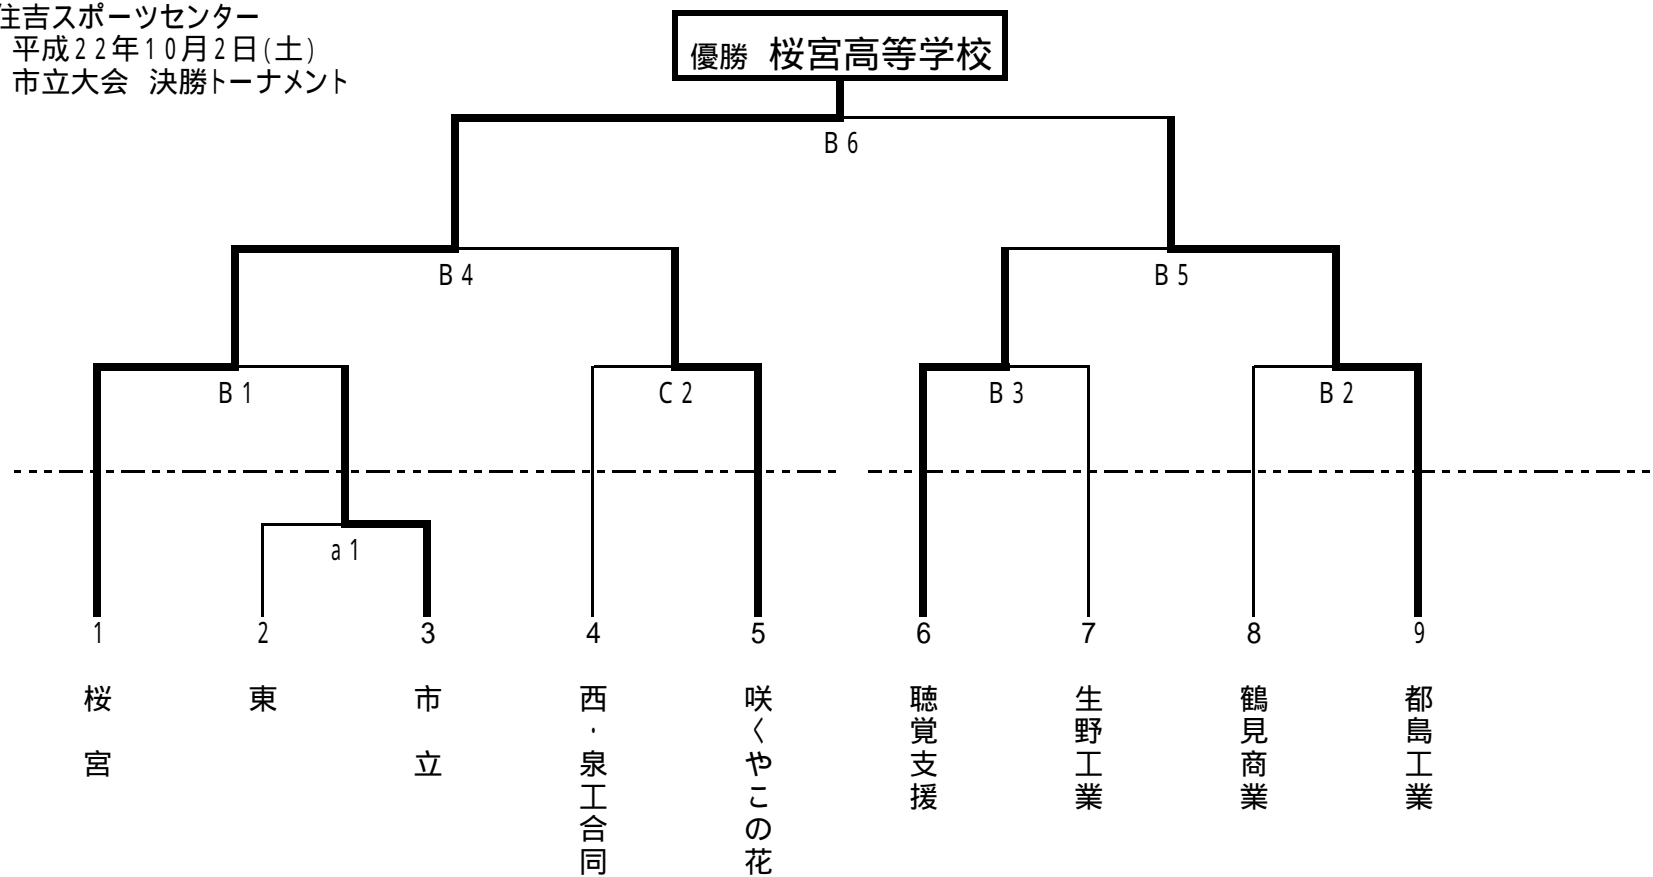 住吉スポーツセンター
平成22年10月2日(土)
市立大会 決勝トーナメント
優勝 桜宮高等学校
B6
B4
B5
B1
C2
B3
B2
a1
1
2
3
4
5
6
7
8
9
桜宮
東
市立
西・泉工合同
咲くやこの花
聴覚支援
生野工業
鶴見商業
都島工業